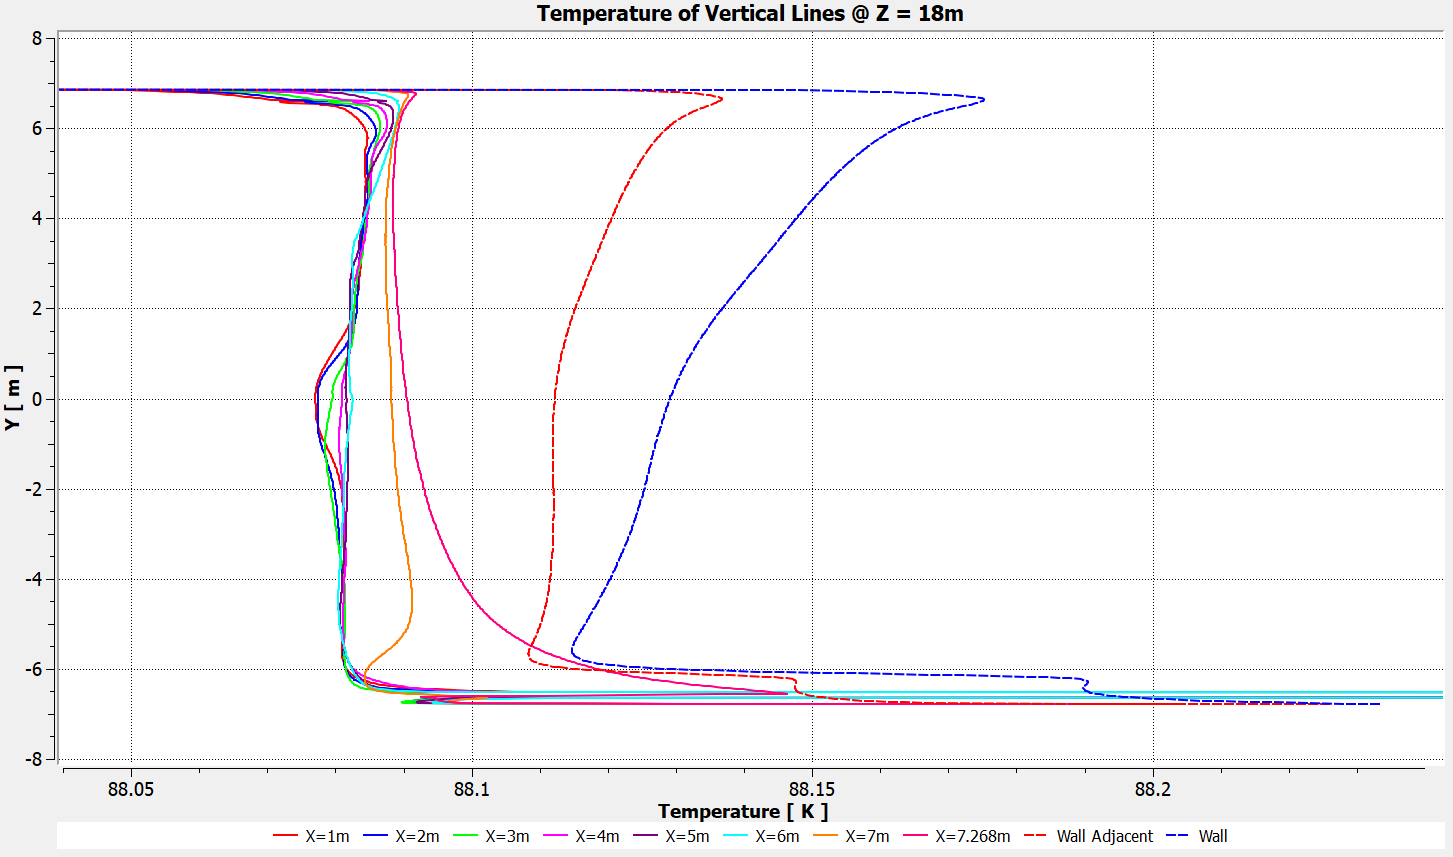 Temperature of Vertical Lines @ Z = 18m
8
6
4
2
0
-2
-4
-6
-8
Y [ m ]
88.05 88.1 88.15 88.2
Temperature [ K ]
X=1m X=2m X=3m X=4m X=5m X=6m X=7m X=7.268m Wall Adjacent Wall